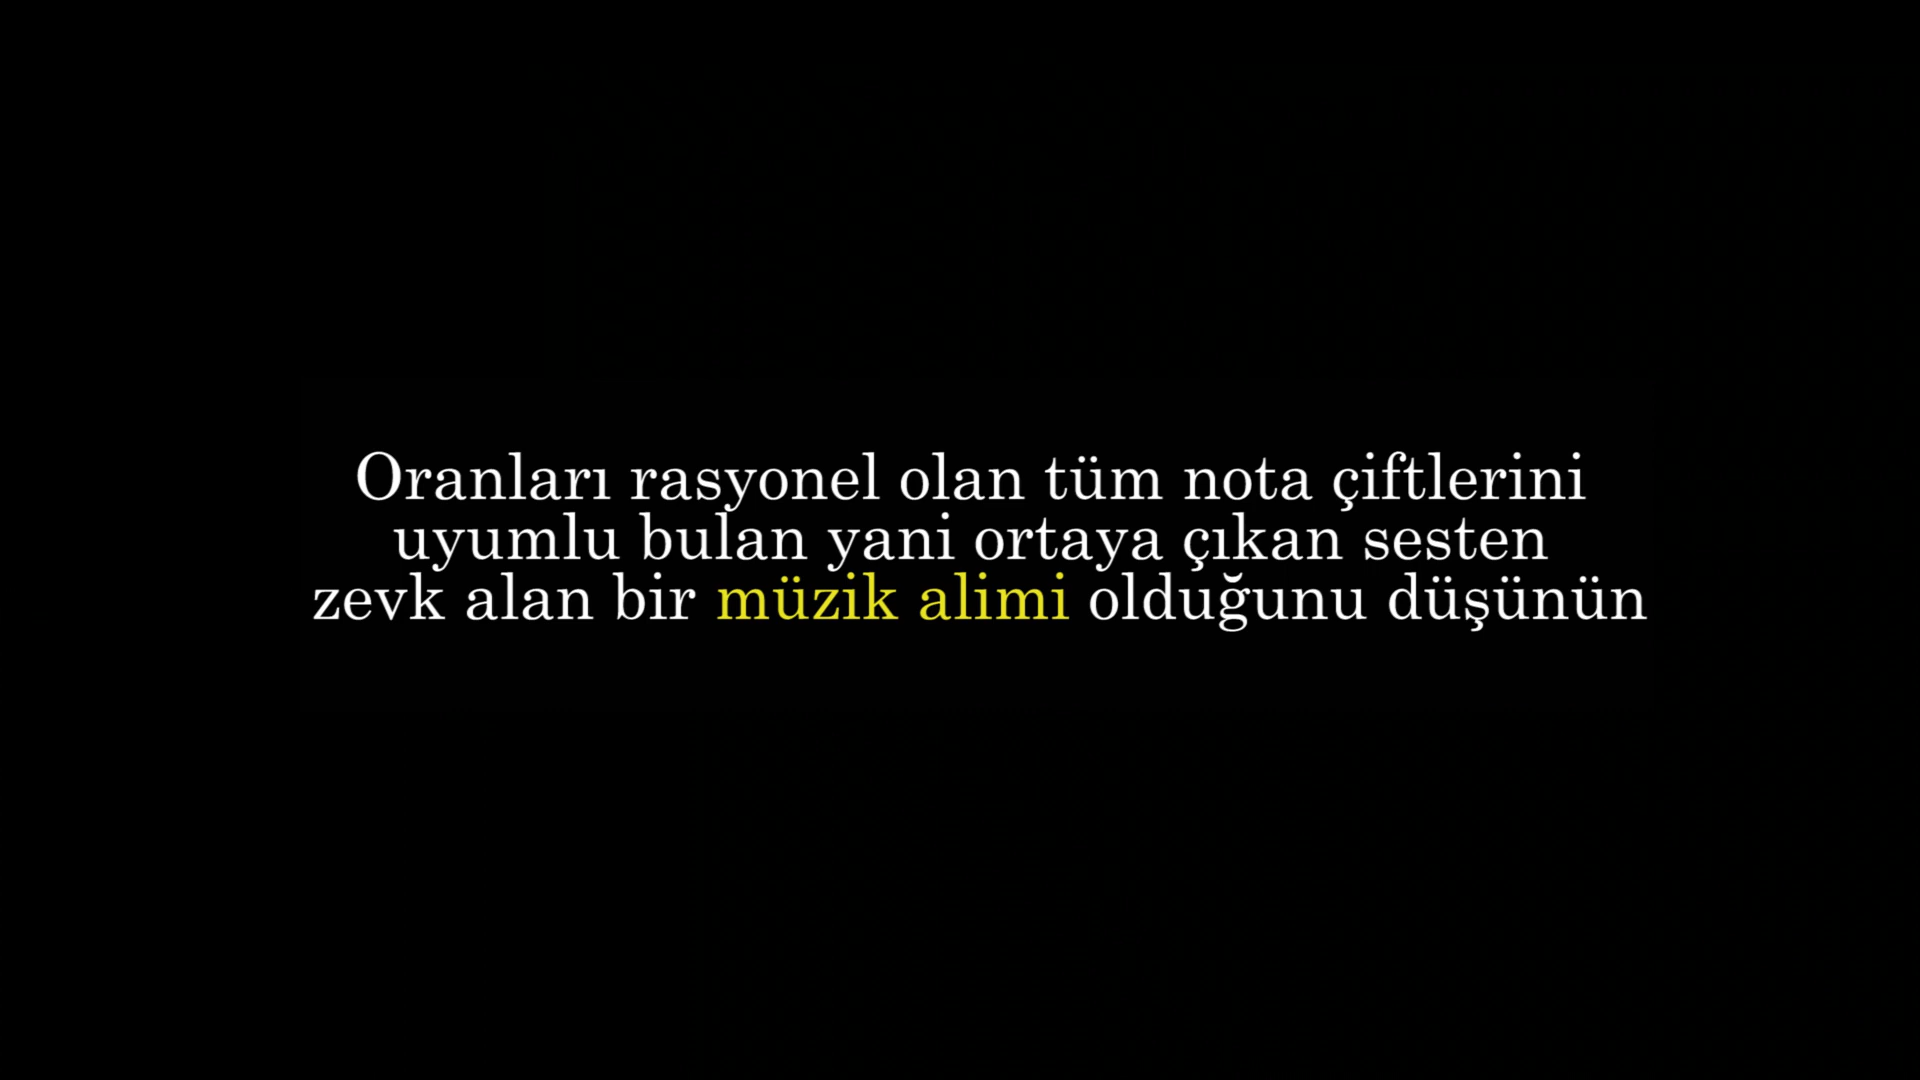 Oranları rasyonel olan tüm nota çiftlerini
uyumlu bulan yani ortaya çıkan sesten
zevk alan bir müzik alimi olduğunu düşünün